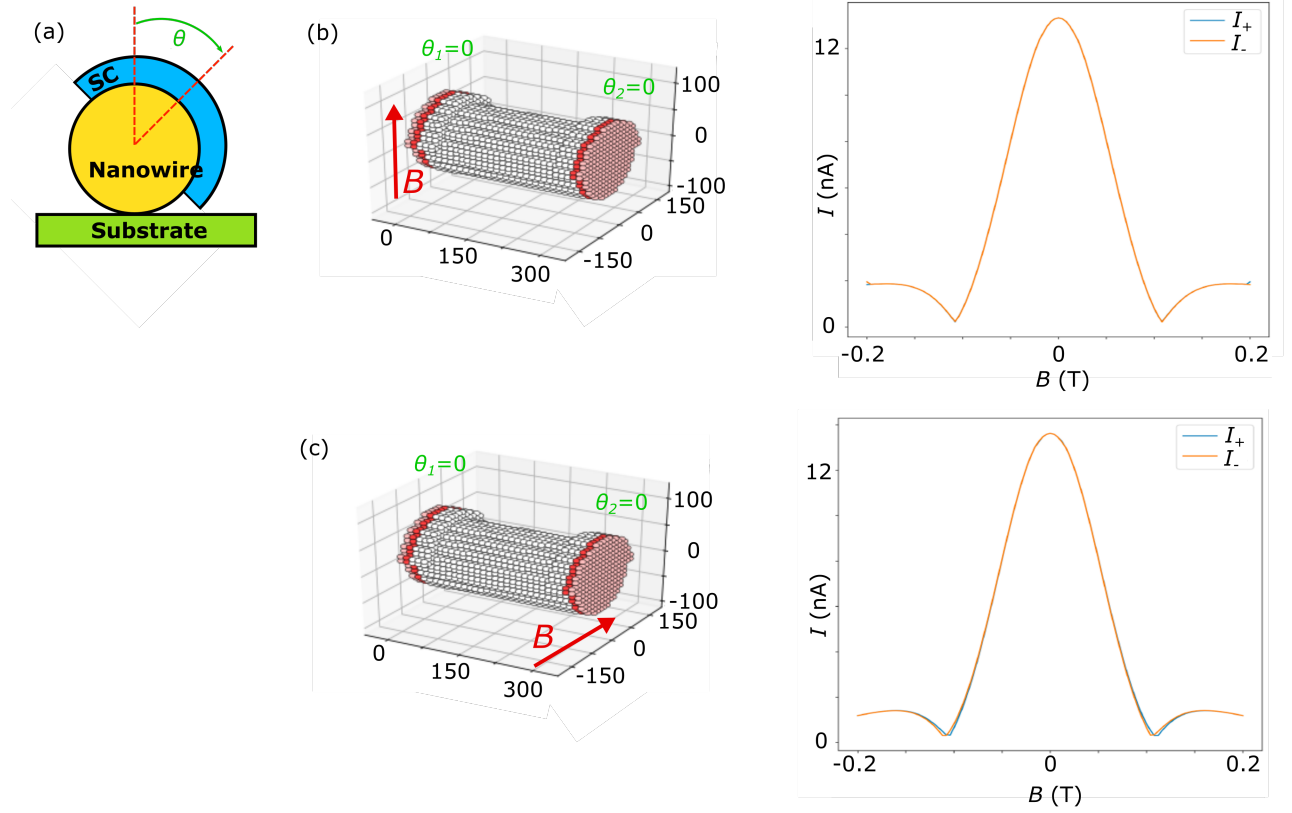 (a)
θ
SC
Nanowire
Substrate
(b)
θ1=0
θ2=0
B
100
0
-100
150
0
-150
0
150
300
I+
I-
12
I (nA)
0
-0.2
0
0.2
B (T)
(c)
θ1=0
θ2=0
B
100
0
-100
150
0
-150
0
150
300
I+
I-
12
I (nA)
0
-0.2
0
0.2
B (T)